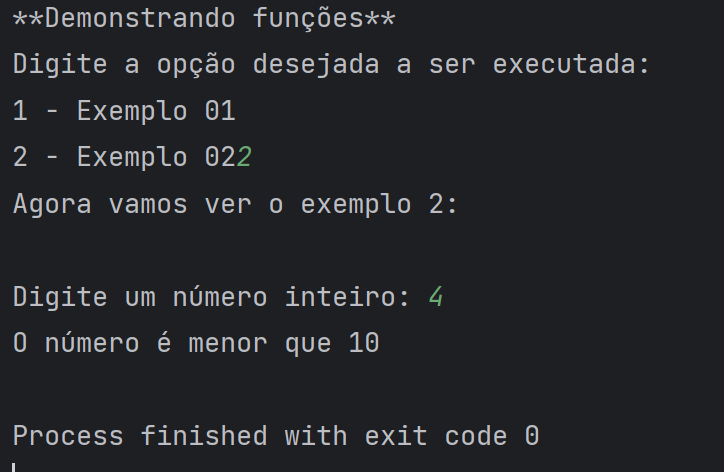 **Demonstrando funções**
Digite a opção desejada a ser executada:
1 - Exemplo 01
2 - Exemplo 022
Agora vamos ver o exemplo 2:
Digite um número inteiro: 4
O número é menor que 10
Process finished with exit code 0